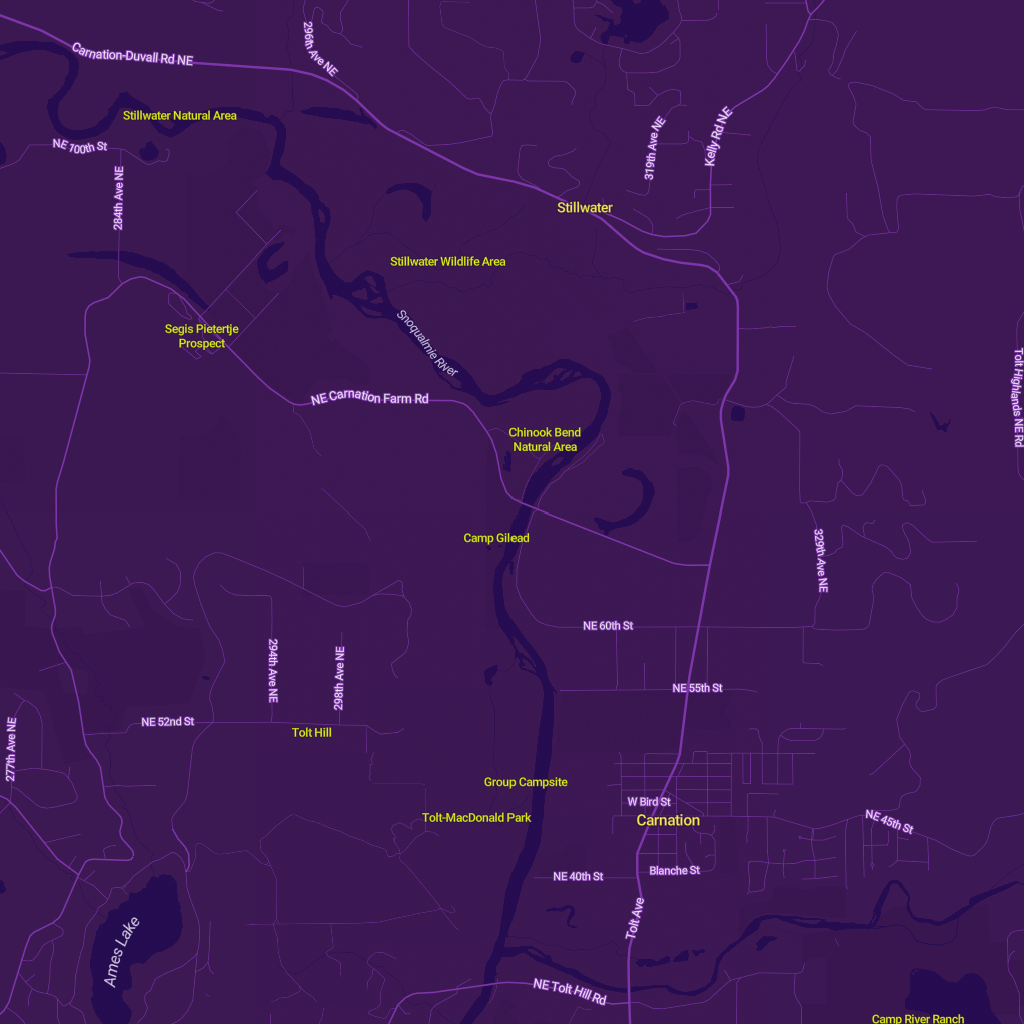 296th Ave NE
Carnation-Duvall Rd NE
Stillwater Natural Area
319th Ave NE
Kelly Rd NE
NE 100th St
284th Ave NE
Stillwater
Stillwater Wildlife Area
Segis Pietertje
Prospect
Snoqualmie River
Tolt Highlands NE Rd
NE Carnation Farm Rd
Chinook Bend
Natural Area
Camp Gilead
329th Ave NE
NE 60th St
294th Ave NE
298th Ave NE
NE 55th St
NE 52nd St
277th Ave NE
Tolt Hill
Group Campsite
W Bird St
Tolt-MacDonald Park
Carnation
NE 45th St
Blanche St
NE 40th St
Tolt Ave
Ames Lake
NE Tolt Hill Rd
Camp River Ranch